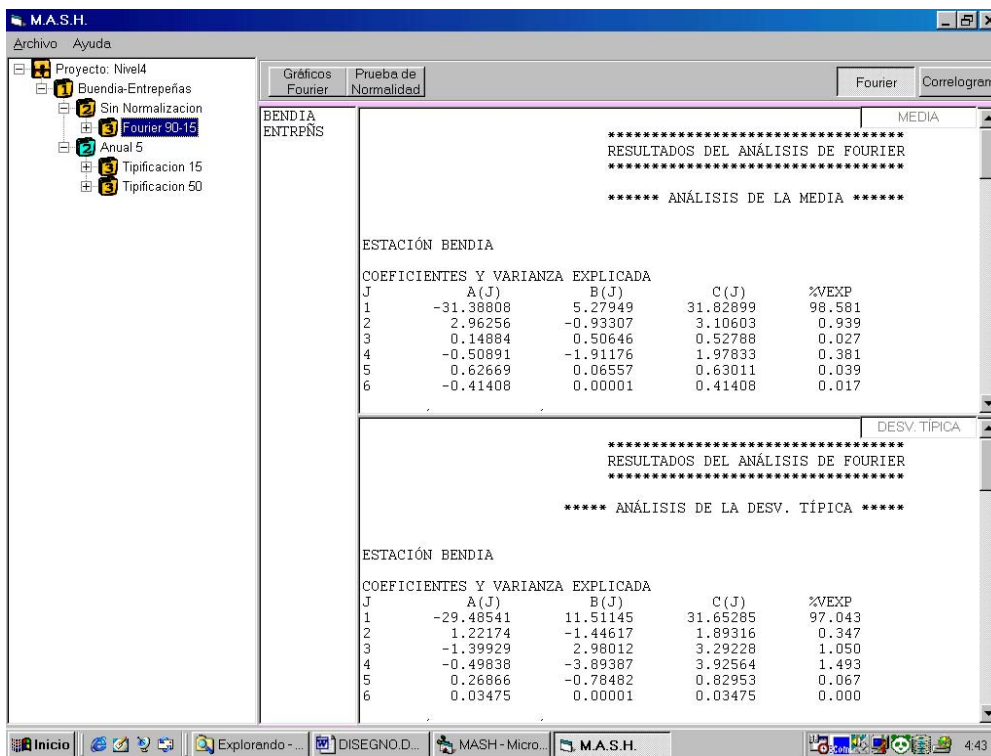 M.A.S.H.
Archivo Ayuda
Proyecto: Nivel4
1 Buendia-Entrepeñas
2 Sin Normalizacion
3 Fourier 90-15
2 Anual 5
3 Tipificacion 15
3 Tipificacion 50
Gráficos Fourier
Prueba de Normalidad
Fourier
Correlogram
BENDIA
ENTRPÑS
MEDIA
**********************************
RESULTADOS DEL ANÁLISIS DE FOURIER
**********************************
****** ANÁLISIS DE LA MEDIA ******
ESTACIÓN BENDIA
COEFICIENTES Y VARIANZA EXPLICADA
J A(J) B(J) C(J) %VEXP
1 -31.38808 5.27949 31.82899 98.581
2 2.96256 -0.93307 3.10603 0.939
3 0.14884 0.50646 0.52788 0.027
4 -0.50891 -1.91176 1.97833 0.381
5 0.62669 0.06557 0.63011 0.039
6 -0.41408 0.00001 0.41408 0.017
DESV. TÍPICA
**********************************
RESULTADOS DEL ANÁLISIS DE FOURIER
**********************************
***** ANÁLISIS DE LA DESV. TÍPICA *****
ESTACIÓN BENDIA
COEFICIENTES Y VARIANZA EXPLICADA
J A(J) B(J) C(J) %VEXP
1 -29.48541 11.51145 31.65285 97.043
2 1.22174 -1.44617 1.89316 0.347
3 -1.39929 2.98012 3.29228 1.050
4 -0.49838 -3.89387 3.92564 1.493
5 0.26866 -0.78482 0.82953 0.067
6 0.03475 0.00001 0.03475 0.000
Inicio
Explorando - ...
DISEGNO.D...
MASH - Micro...
M.A.S.H.
4:43